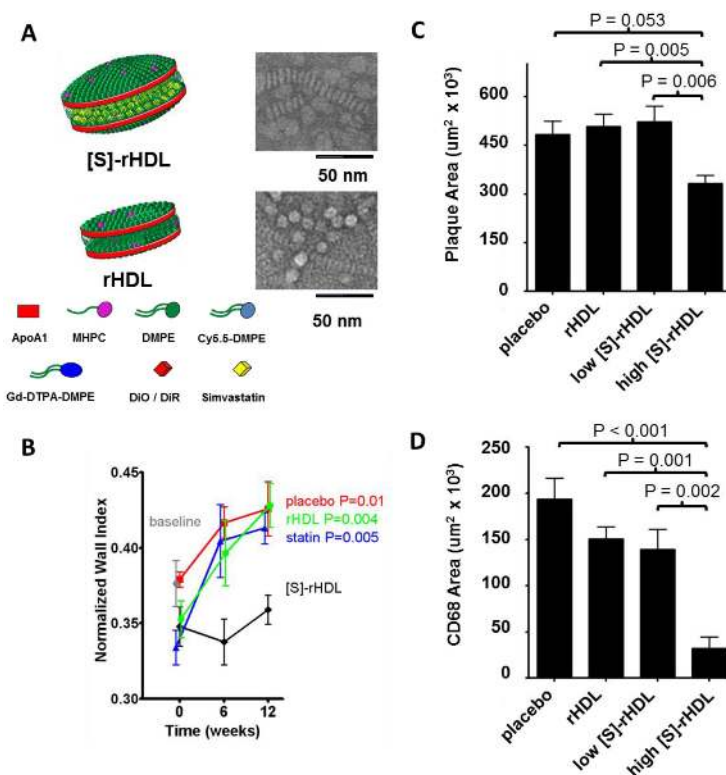 A
[S]-rHDL
50 nm
rHDL
50 nm
ApoA1 MHPC DMPE Cy5.5-DMPE
Gd-DTPA-DMPE DiO / DiR Simvastatin
B
Normalized Wall Index
0.45
0.40
0.35
0.30
baseline
placebo P=0.01
rHDL P=0.004
statin P=0.005
[S]-rHDL
0 6 12
Time (weeks)
C
P = 0.053
P = 0.005
P = 0.006
Plaque Area (um² x 10³)
600
450
300
150
0
placebo
rHDL
low [S]-rHDL
high [S]-rHDL
D
P < 0.001
P = 0.001
P = 0.002
CD68 Area (um² x 10³)
250
200
150
100
50
0
placebo
rHDL
low [S]-rHDL
high [S]-rHDL